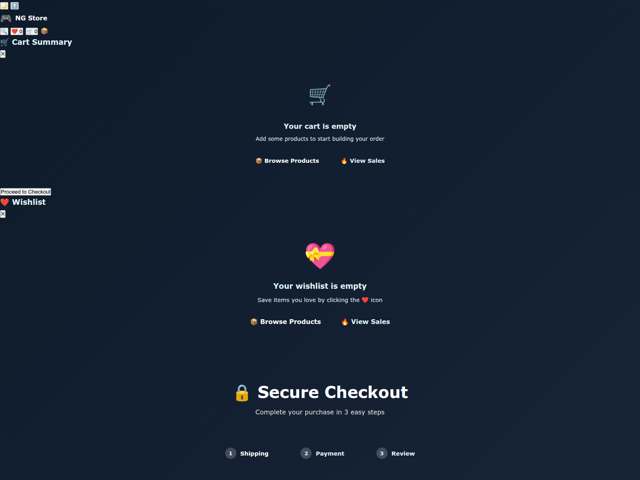 NG Store
0
0
Cart Summary
Your cart is empty
Add some products to start building your order
Browse Products
View Sales
Proceed to Checkout
Wishlist
Your wishlist is empty
Save items you love by clicking the ❤️ icon
Browse Products
View Sales
Secure Checkout
Complete your purchase in 3 easy steps
1 Shipping
2 Payment
3 Review